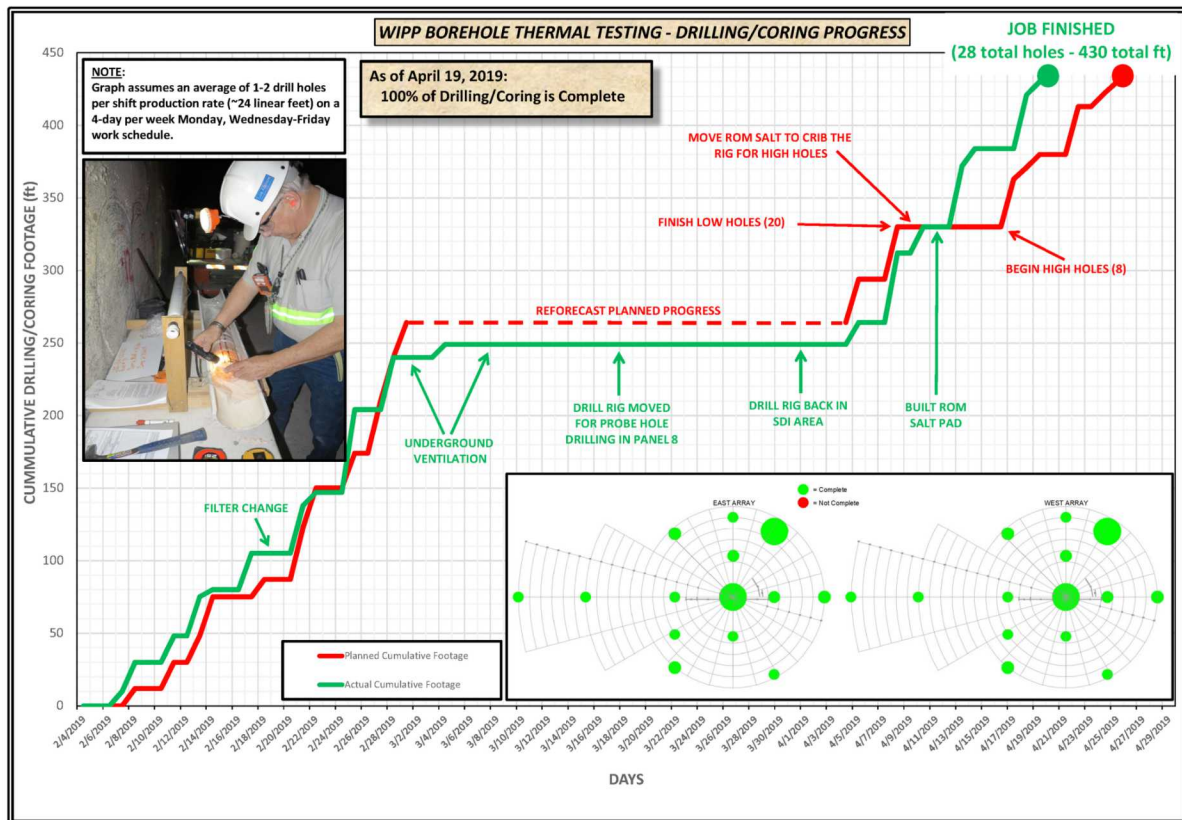 WIPP BOREHOLE THERMAL TESTING - DRILLING/CORING PROGRESS
JOB FINISHED
(28 total holes - 430 total ft)
NOTE:
Graph assumes an average of 1-2 drill holes
per shift production rate (~24 linear feet) on a
4-day per week Monday, Wednesday-Friday
work schedule.
As of April 19, 2019:
100% of Drilling/Coring is Complete
MOVE ROM SALT TO CRIB THE
RIG FOR HIGH HOLES
FINISH LOW HOLES (20)
BEGIN HIGH HOLES (8)
REFORECAST PLANNED PROGRESS
UNDERGROUND
VENTILATION
DRILL RIG MOVED
FOR PROBE HOLE
DRILLING IN PANEL 8
DRILL RIG BACK IN
SDI AREA
BUILT ROM
SALT PAD
FILTER CHANGE
= Complete
= Not Complete
EAST ARRAY
WEST ARRAY
Planned Cumulative Footage
Actual Cumulative Footage
CUMMULATIVE DRLLING/CORING FOOTAGE (ft)
450
400
350
300
250
200
150
100
50
0
2/4/2019
2/6/2019
2/8/2019
2/10/2019
2/12/2019
2/14/2019
2/16/2019
2/18/2019
2/20/2019
2/22/2019
2/24/2019
2/26/2019
2/28/2019
3/2/2019
3/4/2019
3/6/2019
3/8/2019
3/10/2019
3/12/2019
3/14/2019
3/16/2019
3/18/2019
3/20/2019
3/22/2019
3/24/2019
3/26/2019
3/28/2019
3/30/2019
4/1/2019
4/3/2019
4/5/2019
4/7/2019
4/9/2019
4/11/2019
4/13/2019
4/15/2019
4/17/2019
4/19/2019
4/21/2019
4/23/2019
4/25/2019
4/27/2019
4/29/2019
DAYS